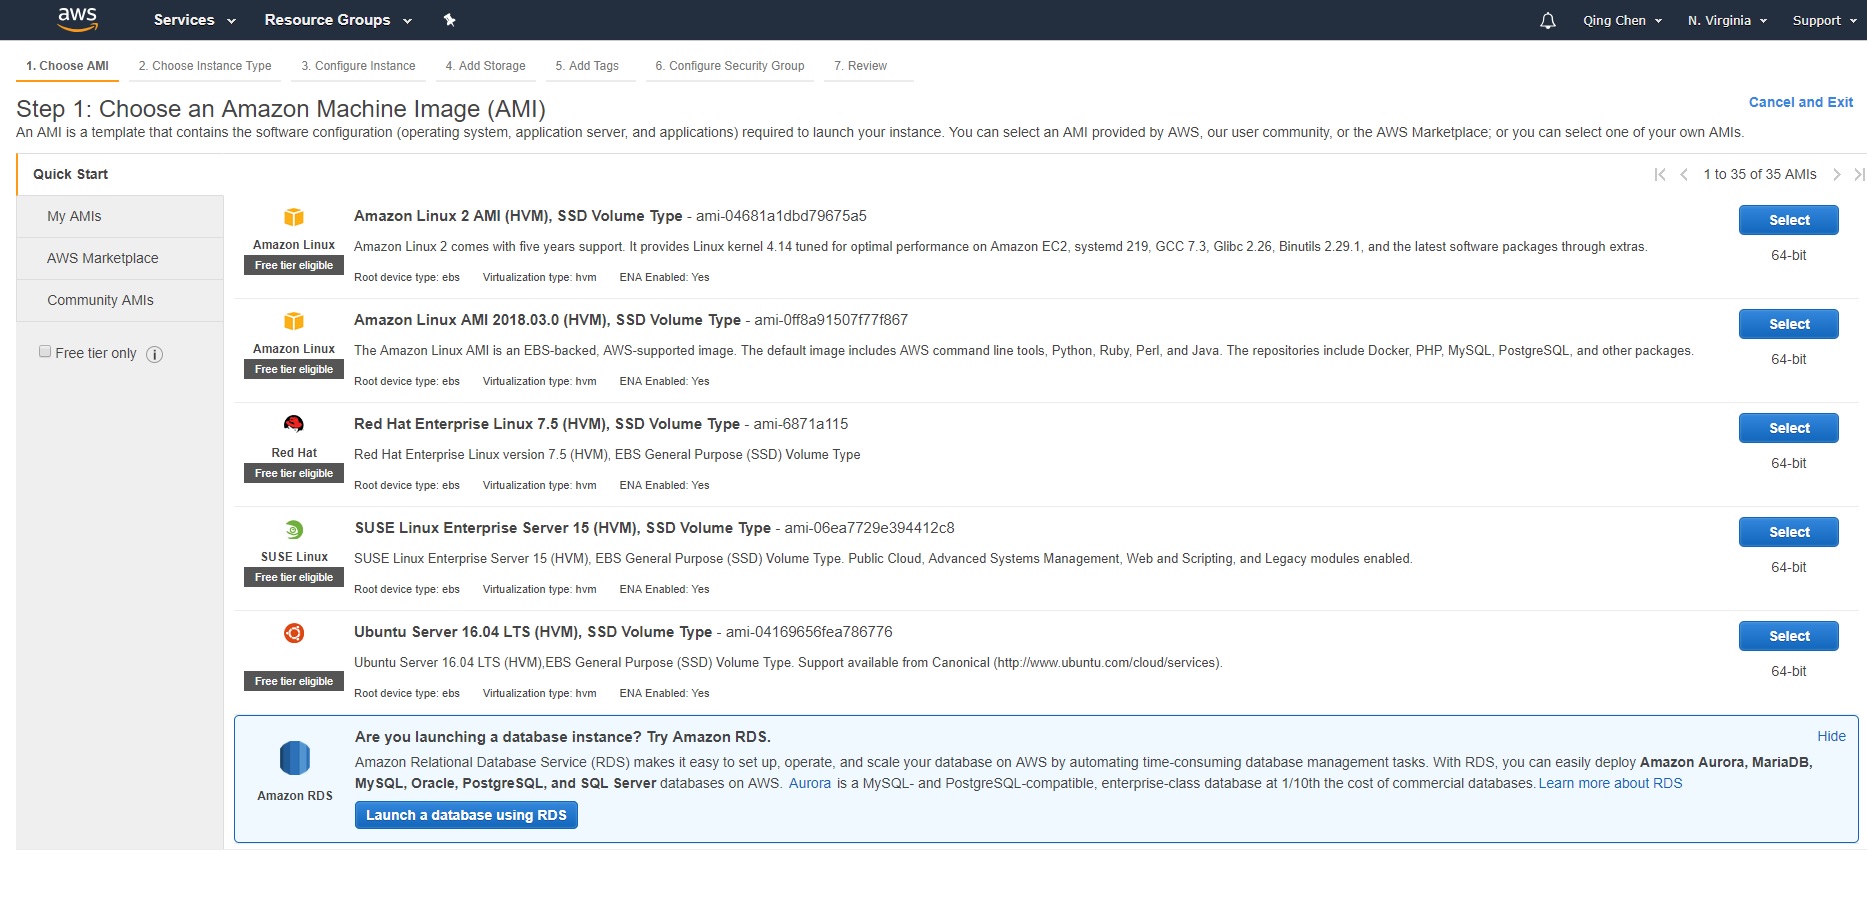 aws Services Resource Groups Qing Chen N. Virginia Support
1. Choose AMI 2. Choose Instance Type 3. Configure Instance 4. Add Storage 5. Add Tags 6. Configure Security Group 7. Review
Step 1: Choose an Amazon Machine Image (AMI)
Cancel and Exit
An AMI is a template that contains the software configuration (operating system, application server, and applications) required to launch your instance. You can select an AMI provided by AWS, our user community, or the AWS Marketplace; or you can select one of your own AMIs.
Quick Start
1 to 35 of 35 AMIs
My AMIs
AWS Marketplace
Community AMIs
Free tier only
Amazon Linux
Free tier eligible
Amazon Linux 2 AMI (HVM), SSD Volume Type - ami-04681a1dbd79675a5
Amazon Linux 2 comes with five years support. It provides Linux kernel 4.14 tuned for optimal performance on Amazon EC2, systemd 219, GCC 7.3, Glibc 2.26, Binutils 2.29.1, and the latest software packages through extras.
Root device type: ebs Virtualization type: hvm ENA Enabled: Yes
Select
64-bit
Amazon Linux
Free tier eligible
Amazon Linux AMI 2018.03.0 (HVM), SSD Volume Type - ami-0ff8a91507f77f867
The Amazon Linux AMI is an EBS-backed, AWS-supported image. The default image includes AWS command line tools, Python, Ruby, Perl, and Java. The repositories include Docker, PHP, MySQL, PostgreSQL, and other packages.
Root device type: ebs Virtualization type: hvm ENA Enabled: Yes
Select
64-bit
Red Hat
Free tier eligible
Red Hat Enterprise Linux 7.5 (HVM), SSD Volume Type - ami-6871a115
Red Hat Enterprise Linux version 7.5 (HVM), EBS General Purpose (SSD) Volume Type
Root device type: ebs Virtualization type: hvm ENA Enabled: Yes
Select
64-bit
SUSE Linux
Free tier eligible
SUSE Linux Enterprise Server 15 (HVM), SSD Volume Type - ami-06ea7729e394412c8
SUSE Linux Enterprise Server 15 (HVM), EBS General Purpose (SSD) Volume Type. Public Cloud, Advanced Systems Management, Web and Scripting, and Legacy modules enabled.
Root device type: ebs Virtualization type: hvm ENA Enabled: Yes
Select
64-bit
Free tier eligible
Ubuntu Server 16.04 LTS (HVM), SSD Volume Type - ami-04169656fea786776
Ubuntu Server 16.04 LTS (HVM),EBS General Purpose (SSD) Volume Type. Support available from Canonical (http://www.ubuntu.com/cloud/services).
Root device type: ebs Virtualization type: hvm ENA Enabled: Yes
Select
64-bit
Amazon RDS
Are you launching a database instance? Try Amazon RDS.
Hide
Amazon Relational Database Service (RDS) makes it easy to set up, operate, and scale your database on AWS by automating time-consuming database management tasks. With RDS, you can easily deploy Amazon Aurora, MariaDB,
MySQL, Oracle, PostgreSQL, and SQL Server databases on AWS. Aurora is a MySQL- and PostgreSQL-compatible, enterprise-class database at 1/10th the cost of commercial databases. Learn more about RDS
Launch a database using RDS